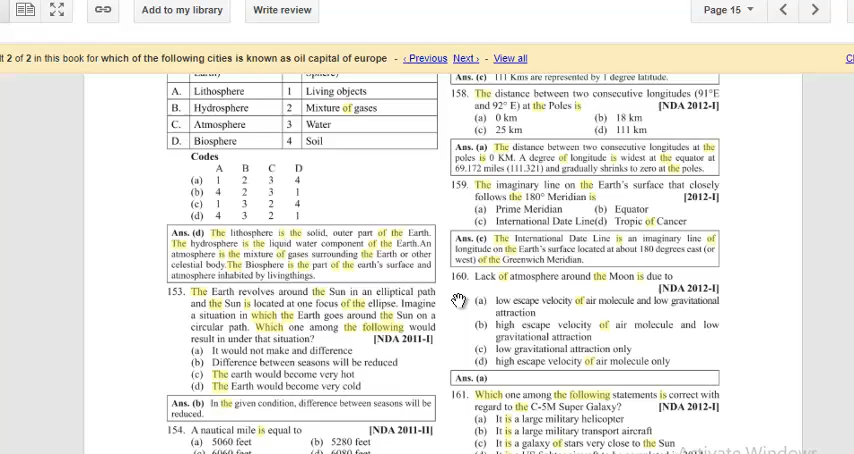 Add to my library
Write review
Page 15
lt 2 of 2 in this book for which of the following cities is known as oil capital of europe - ‹ Previous Next › - View all
Earth) sphere)
A. Lithosphere 1 Living objects
B. Hydrosphere 2 Mixture of gases
C. Atmosphere 3 Water
D. Biosphere 4 Soil
Codes
A B C D
(a) 1 2 3 4
(b) 4 2 3 1
(c) 1 3 2 4
(d) 4 3 2 1
Ans. (d) The lithosphere is the solid, outer part of the Earth.
The hydrosphere is the liquid water component of the Earth.An
atmosphere is the mixture of gases surrounding the Earth or other
celestial body.The Biosphere is the part of the earth's surface and
atmosphere inhabited by livingthings.
153. The Earth revolves around the Sun in an elliptical path
and the Sun is located at one focus of the ellipse. Imagine
a situation in which the Earth goes around the Sun on a
circular path. Which one among the following would
result in under that situation? [NDA 2011-I]
(a) It would not make and difference
(b) Difference between seasons will be reduced
(c) The earth would become very hot
(d) The Earth would become very cold
Ans. (b) In the given condition, difference between seasons will be
reduced.
154. A nautical mile is equal to [NDA 2011-II]
(a) 5060 feet (b) 5280 feet
(c) 6060 feet (d) 6080 feet
Ans. (c) 111 Kms are represented by 1 degree latitude.
158. The distance between two consecutive longitudes (91°E
and 92° E) at the Poles is [NDA 2012-I]
(a) 0 km (b) 18 km
(c) 25 km (d) 111 km
Ans. (a) The distance between two consecutive longitudes at the
poles is 0 KM. A degree of longitude is widest at the equator at
69.172 miles (111.321) and gradually shrinks to zero at the poles.
159. The imaginary line on the Earth's surface that closely
follows the 180° Meridian is [2012-I]
(a) Prime Meridian (b) Equator
(c) International Date Line(d) Tropic of Cancer
Ans. (c) The International Date Line is an imaginary line of
longitude on the Earth's surface located at about 180 degrees east (or
west) of the Greenwich Meridian.
160. Lack of atmosphere around the Moon is due to
[NDA 2012-I]
(a) low escape velocity of air molecule and low gravitational
attraction
(b) high escape velocity of air molecule and low
gravitational attraction
(c) low gravitational attraction only
(d) high escape velocity of air molecule only
Ans. (a)
161. Which one among the following statements is correct with
regard to the C-5M Super Galaxy? [NDA 2012-I]
(a) It is a large military helicopter
(b) It is a large military transport aircraft
(c) It is a galaxy of stars very close to the Sun
Activate Windows